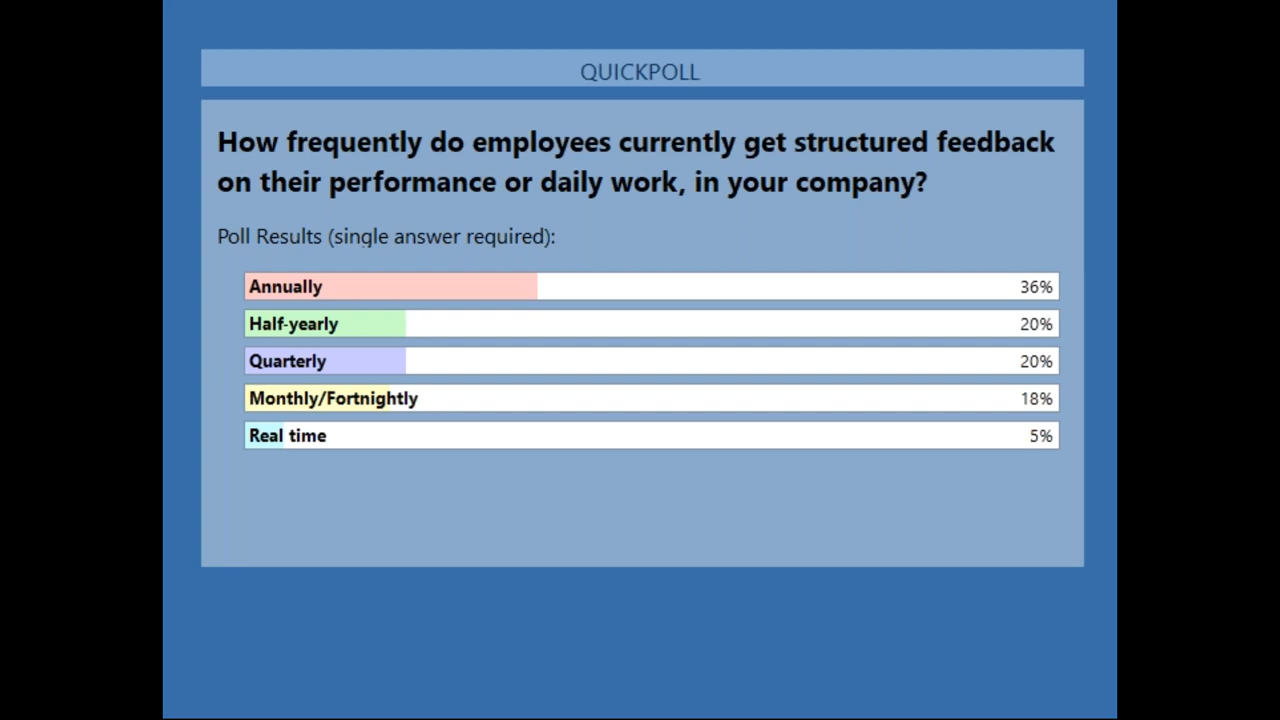 QUICKPOLL
How frequently do employees currently get structured feedback
on their performance or daily work, in your company?
Poll Results (single answer required):
Annually 36%
Half-yearly 20%
Quarterly 20%
Monthly/Fortnightly 18%
Real time 5%